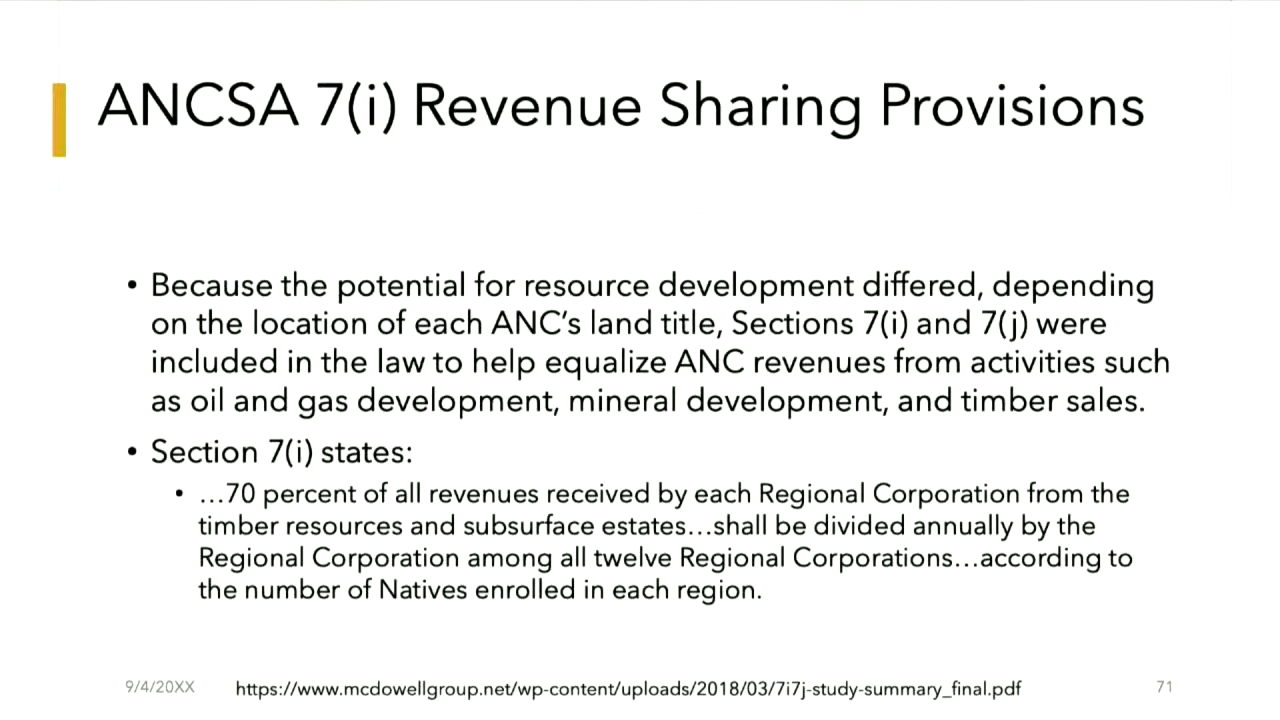 ANCSA 7(i) Revenue Sharing Provisions
• Because the potential for resource development differed, depending
on the location of each ANC’s land title, Sections 7(i) and 7(j) were
included in the law to help equalize ANC revenues from activities such
as oil and gas development, mineral development, and timber sales.
• Section 7(i) states:
• …70 percent of all revenues received by each Regional Corporation from the
timber resources and subsurface estates…shall be divided annually by the
Regional Corporation among all twelve Regional Corporations…according to
the number of Natives enrolled in each region.
9/4/20XX https://www.mcdowellgroup.net/wp-content/uploads/2018/03/7i7j-study-summary_final.pdf 71